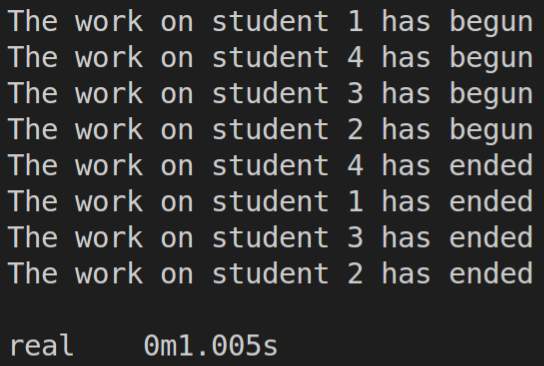 The work on student 1 has begun
The work on student 4 has begun
The work on student 3 has begun
The work on student 2 has begun
The work on student 4 has ended
The work on student 1 has ended
The work on student 3 has ended
The work on student 2 has ended
real    0m1.005s